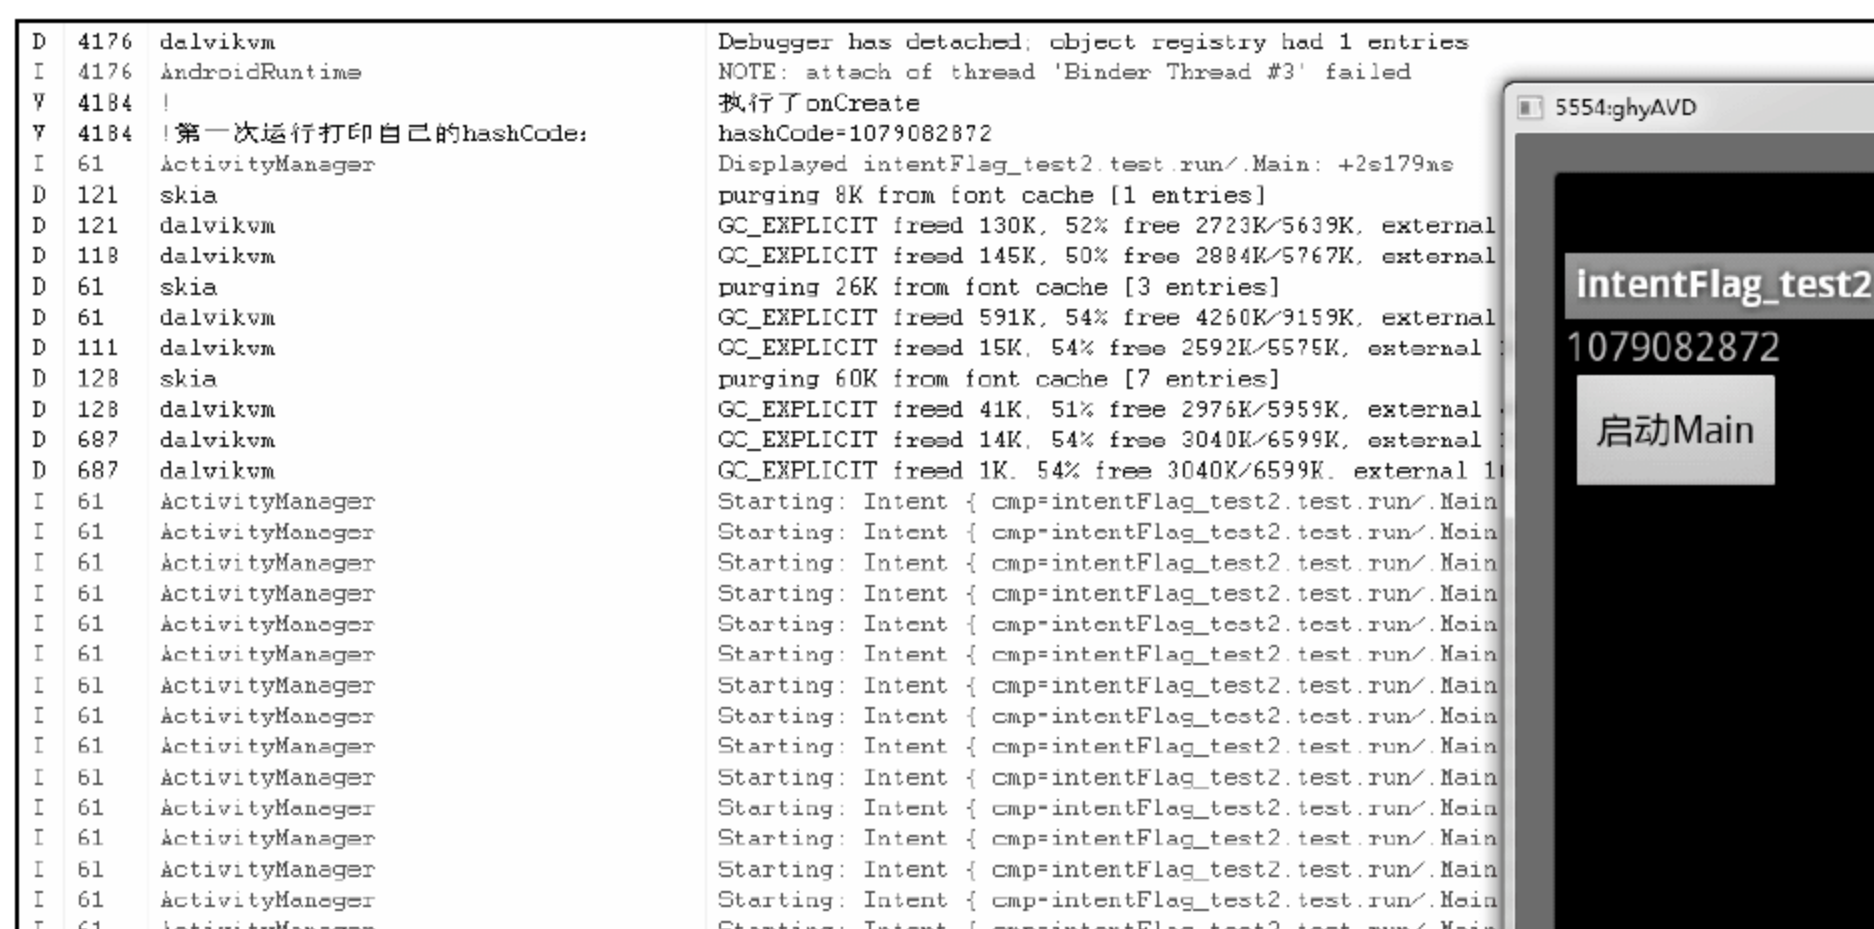 D 4176 dalvikvm Debugger has detached; object registry had 1 entries
I 4176 AndroidRuntime NOTE: attach of thread 'Binder Thread #3' failed
V 4184 ! 执行了onCreate
V 4184 !第一次运行打印自己的hashCode: hashCode=1079082872
I 61 ActivityManager Displayed intentFlag_test2.test.run/.Main: +2s179ms
D 121 skia purging 8K from font cache [1 entries]
D 121 dalvikvm GC_EXPLICIT freed 130K, 52% free 2723K/5639K, external
D 118 dalvikvm GC_EXPLICIT freed 145K, 50% free 2884K/5767K, external
D 61 skia purging 26K from font cache [3 entries]
D 61 dalvikvm GC_EXPLICIT freed 591K, 54% free 4260K/9159K, external
D 111 dalvikvm GC_EXPLICIT freed 15K, 54% free 2592K/5575K, external
D 128 skia purging 60K from font cache [7 entries]
D 128 dalvikvm GC_EXPLICIT freed 41K, 51% free 2976K/5959K, external
D 687 dalvikvm GC_EXPLICIT freed 14K, 54% free 3040K/6599K, external
D 687 dalvikvm GC_EXPLICIT freed 1K, 54% free 3040K/6599K, external
I 61 ActivityManager Starting: Intent { cmp=intentFlag_test2.test.run/.Main
I 61 ActivityManager Starting: Intent { cmp=intentFlag_test2.test.run/.Main
I 61 ActivityManager Starting: Intent { cmp=intentFlag_test2.test.run/.Main
I 61 ActivityManager Starting: Intent { cmp=intentFlag_test2.test.run/.Main
I 61 ActivityManager Starting: Intent { cmp=intentFlag_test2.test.run/.Main
I 61 ActivityManager Starting: Intent { cmp=intentFlag_test2.test.run/.Main
I 61 ActivityManager Starting: Intent { cmp=intentFlag_test2.test.run/.Main
I 61 ActivityManager Starting: Intent { cmp=intentFlag_test2.test.run/.Main
I 61 ActivityManager Starting: Intent { cmp=intentFlag_test2.test.run/.Main
I 61 ActivityManager Starting: Intent { cmp=intentFlag_test2.test.run/.Main
I 61 ActivityManager Starting: Intent { cmp=intentFlag_test2.test.run/.Main
I 61 ActivityManager Starting: Intent { cmp=intentFlag_test2.test.run/.Main
I 61 ActivityManager Starting: Intent { cmp=intentFlag_test2.test.run/.Main
I 61 ActivityManager Starting: Intent { cmp=intentFlag_test2.test.run/.Main
5554:ghyAVD
intentFlag_test2
1079082872
启动Main